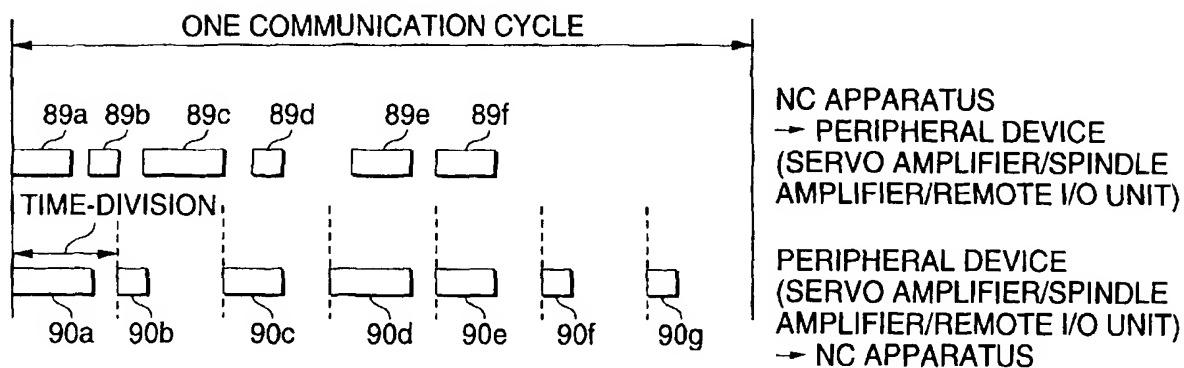 ONE COMMUNICATION CYCLE
89a 89b 89c 89d 89e 89f
NC APPARATUS
→ PERIPHERAL DEVICE
(SERVO AMPLIFIER/SPINDLE
AMPLIFIER/REMOTE I/O UNIT)
TIME-DIVISION
90a 90b 90c 90d 90e 90f 90g
PERIPHERAL DEVICE
(SERVO AMPLIFIER/SPINDLE
AMPLIFIER/REMOTE I/O UNIT)
→ NC APPARATUS